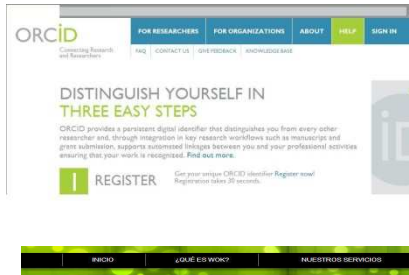 ORCID
Connecting Research
and Researchers
FOR RESEARCHERS FOR ORGANIZATIONS ABOUT HELP SIGN IN
FAQ CONTACT US GIVE FEEDBACK KNOWLEDGE BASE
DISTINGUISH YOURSELF IN
THREE EASY STEPS
ORCID provides a persistent digital identifier that distinguishes you from every other
researcher and, through integration in key research workflows such as manuscript and
grant submission, supports automated linkages between you and your professional activities
ensuring that your work is recognized. Find out more.
1 REGISTER
Get your unique ORCID identifier Register now!
Registration takes 30 seconds.
iD
INICIO ¿QUÉ ES WOK? NUESTROS SERVICIOS